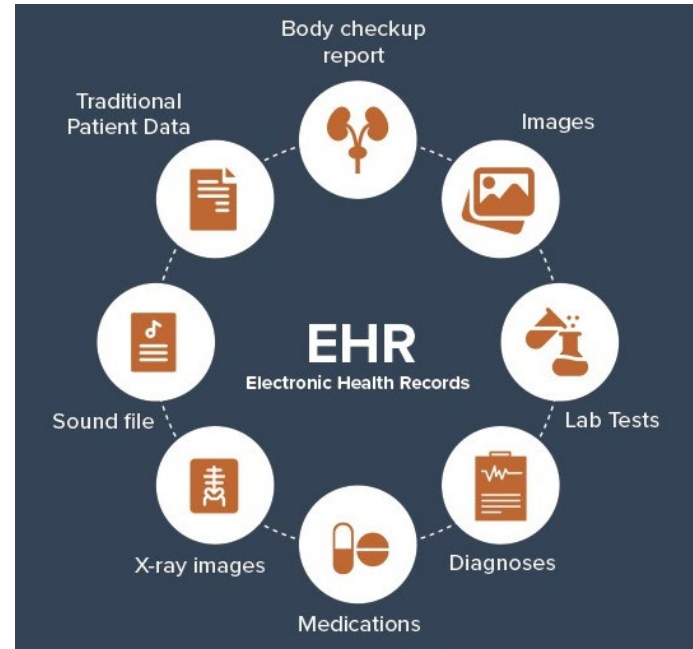 Body checkup
report
Traditional
Patient Data
Images
EHR
Electronic Health Records
Sound file
Lab Tests
X-ray images
Diagnoses
Medications